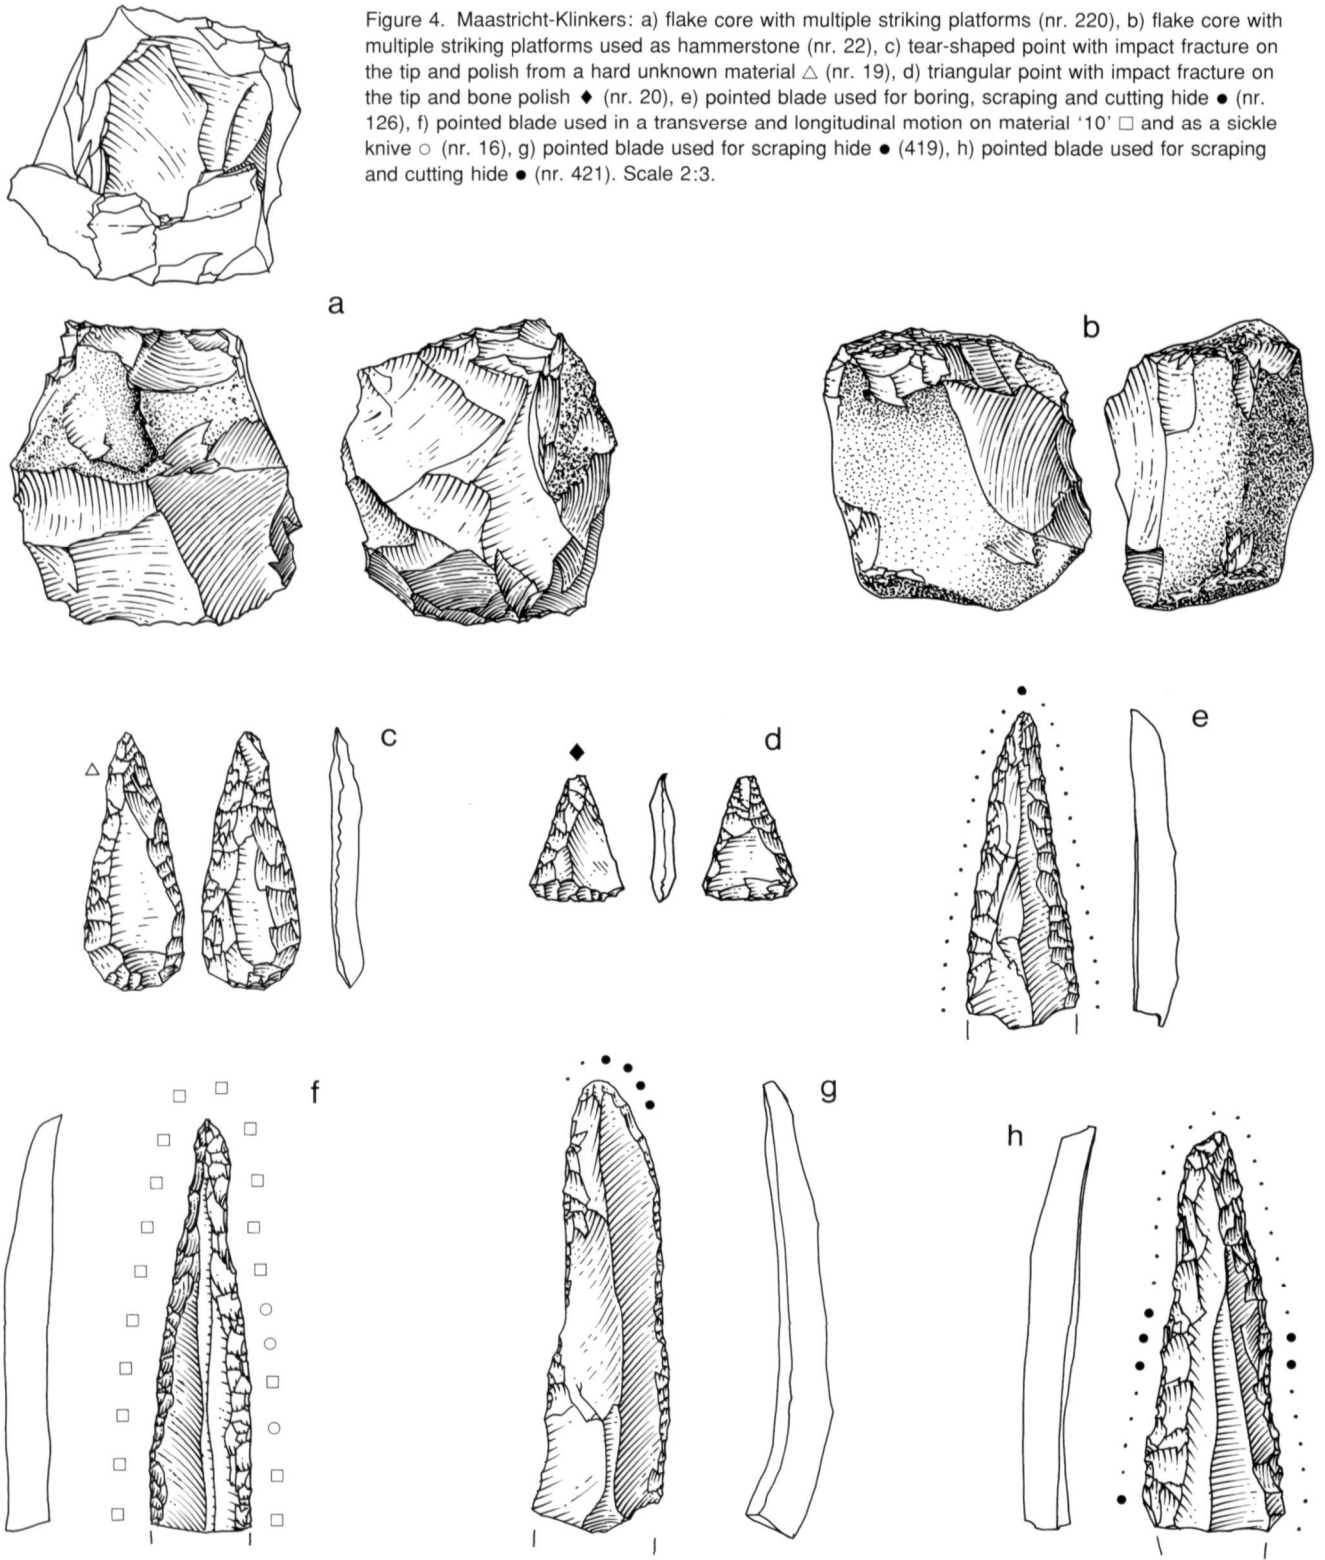 Figure 4. Maastricht-Klinkers: a) flake core with multiple striking platforms (nr. 220), b) flake core with
multiple striking platforms used as hammerstone (nr. 22), c) tear-shaped point with impact fracture on
the tip and polish from a hard unknown material △ (nr. 19), d) triangular point with impact fracture on
the tip and bone polish ♦ (nr. 20), e) pointed blade used for boring, scraping and cutting hide ● (nr.
126), f) pointed blade used in a transverse and longitudinal motion on material ‘10’ □ and as a sickle
knive ○ (nr. 16), g) pointed blade used for scraping hide ● (419), h) pointed blade used for scraping
and cutting hide ● (nr. 421). Scale 2:3.
a
b
c
d
e
f
g
h